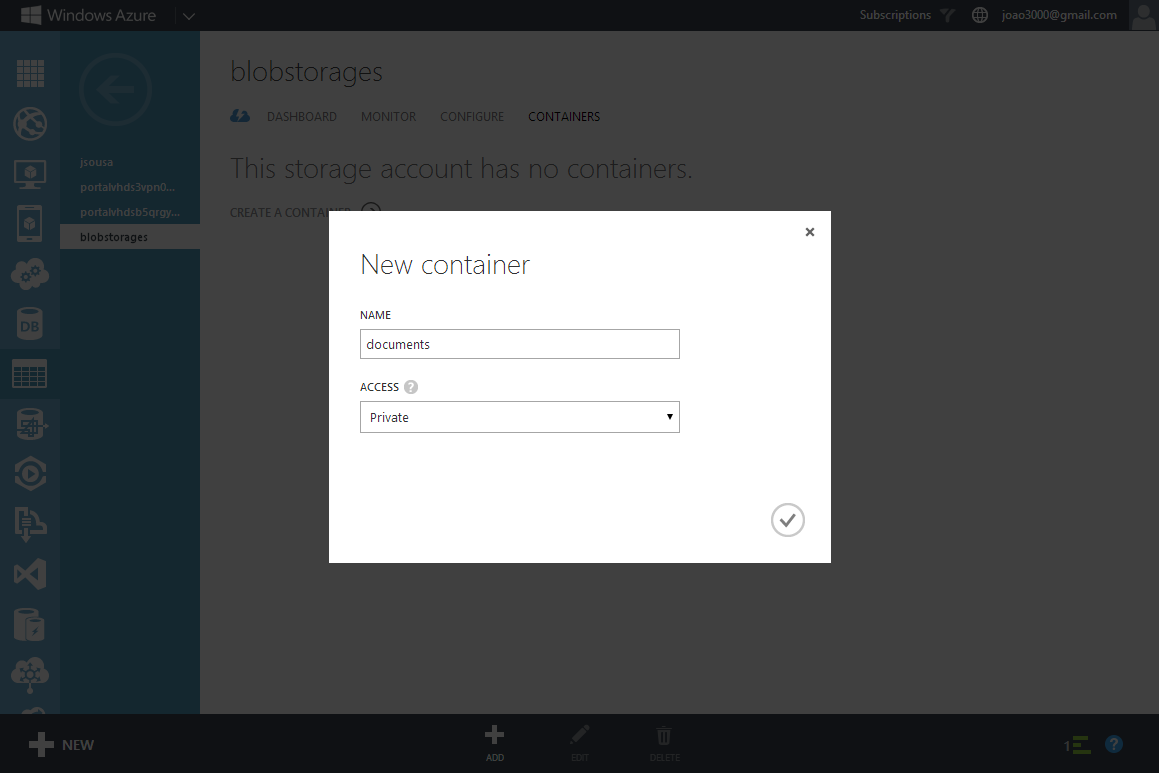 Windows Azure
Subscriptions joao3000@gmail.com
blobstorages
DASHBOARD MONITOR CONFIGURE CONTAINERS
This storage account has no containers.
CREATE A CONTAINER
jsousa
portalvhds3vpn0...
portalvhdsb5qrgy...
blobstorages
DB
New container
NAME
documents
ACCESS ?
Private
NEW
ADD EDIT DELETE
1 ?